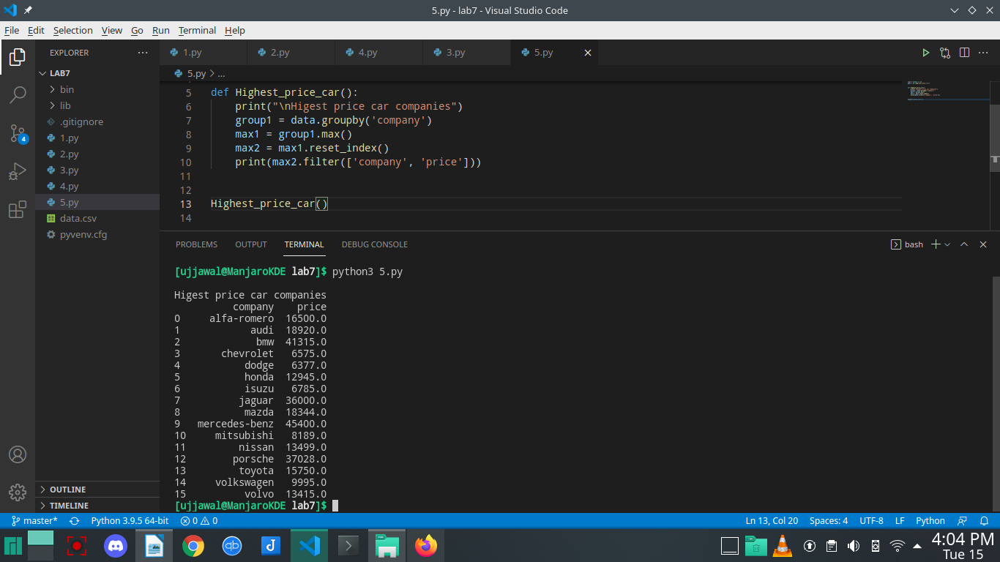 5.py - lab7 - Visual Studio Code
File Edit Selection View Go Run Terminal Help
EXPLORER
1.py 2.py 4.py 3.py 5.py
LAB7
5.py > ...
bin
lib
.gitignore
1.py
2.py
3.py
4.py
5.py
data.csv
pyvenv.cfg
4
5 def Highest_price_car():
6 print("\nHigest price car companies")
7 group1 = data.groupby('company')
8 max1 = group1.max()
9 max2 = max1.reset_index()
10 print(max2.filter(['company', 'price']))
11
12
13 Highest_price_car()
14
PROBLEMS OUTPUT TERMINAL DEBUG CONSOLE bash
[ujjawal@ManjaroKDE lab7]$ python3 5.py
Higest price car companies
company price
0 alfa-romero 16500.0
1 audi 18920.0
2 bmw 41315.0
3 chevrolet 6575.0
4 dodge 6377.0
5 honda 12945.0
6 isuzu 6785.0
7 jaguar 36000.0
8 mazda 18344.0
9 mercedes-benz 45400.0
10 mitsubishi 8189.0
11 nissan 13499.0
12 porsche 37028.0
13 toyota 15750.0
14 volkswagen 9995.0
15 volvo 13415.0
[ujjawal@ManjaroKDE lab7]$
OUTLINE
TIMELINE
master* Python 3.9.5 64-bit 0 0 Ln 13, Col 20 Spaces: 4 UTF-8 LF Python
4:04 PM
Tue 15